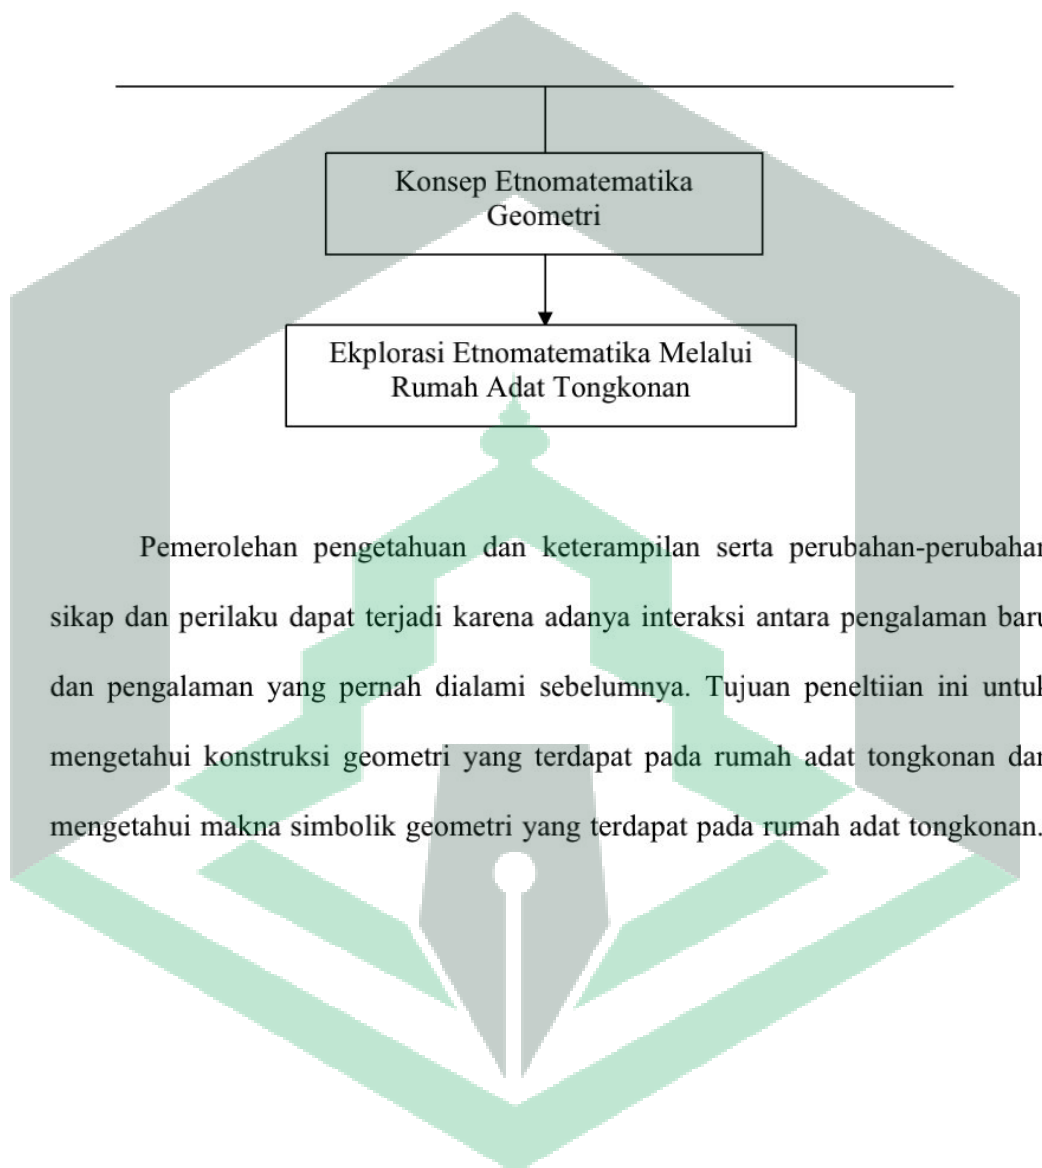 Konsep Etnomatematika
Geometri
Ekplorasi Etnomatematika Melalui
Rumah Adat Tongkonan
Pemerolehan pengetahuan dan keterampilan serta perubahan-perubahan
sikap dan perilaku dapat terjadi karena adanya interaksi antara pengalaman baru
dan pengalaman yang pernah dialami sebelumnya. Tujuan peneltiian ini untuk
mengetahui konstruksi geometri yang terdapat pada rumah adat tongkonan dan
mengetahui makna simbolik geometri yang terdapat pada rumah adat tongkonan.